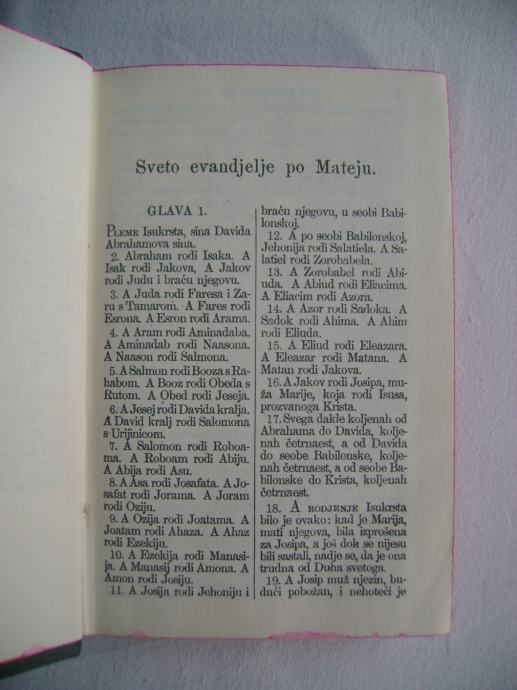 Sveto evandjelje po Mateju.
GLAVA 1.
PLEME Isukrsta, sina Davida
Abrahamova sina.
2. Abraham rodi Isaka. A
Isak rodi Jakova, A Jakov
rodi Judu i braću njegovu.
3. A Juda rodi Faresa i Za-
ru s Tamarom. A Fares rodi
Esrona. A Esron rodi Arama.
4. A Aram rodi Aminadaba.
A Aminadab rodi Naasona.
A Naason rodi Salmona.
5. A Salmon rodi Booza s Ra-
habom. A Booz rodi Obeda s
Rutom. A Obed rodi Jeseja.
6. A Jesej rodi Davida kralja.
A David kralj rodi Salomona
s Urijinicom.
7. A Salomon rodi Roboa-
ma. A Roboam rodi Abiju.
A Abija rodi Asu.
8. A Asa rodi Josafata. A Jo-
safat rodi Jorama. A Joram
rodi Oziju.
9. A Ozija rodi Joatama. A
Joatam rodi Ahaza. A Ahaz
rodi Ezekiju.
10. A Ezekija rodi Manasi-
ja. A Manasij rodi Amona. A
Amon rodi Josiju.
11. A Josija rodi Jehoniju i
braću njegovu, u seobi Babi-
lonskoj.
12. A po seobi Babilonskoj,
Jehonija rodi Salatiela. A Sa-
latiel rodi Zorobabela.
13. A Zorobabel rodi Abi-
uda. A Abiud rodi Eliacima.
A Eliacim rodi Azora.
14. A Azor rodi Sadoka. A
Sadok rodi Ahima. A Ahim
rodi Eliuda.
15. A Eliud rodi Eleazara.
A Eleazar rodi Matana. A
Matan rodi Jakova.
16. A Jakov rodi Josipa, mu-
ža Marije, koja rodi Isusa,
prozvanoga Krista.
17. Svega dakle koljenah od
Abrahama do Davida, kolje-
nah četrnaest, a od Davida
do seobe Babilonske, kolje-
nah četrnaest, a od seobe Ba-
bilonske do Krista, koljenah
četrnaest.
18. A RODJENJE Isukrsta
bilo je ovako: kad je Marija,
mati njegova, bila izprošena
za Josipa, a još dok se nijesu
bili sastali, nadje se, da je ona
trudna od Duha svetoga.
19. A Josip muž njezin, bu-
dući pobožan, i nehoteći je